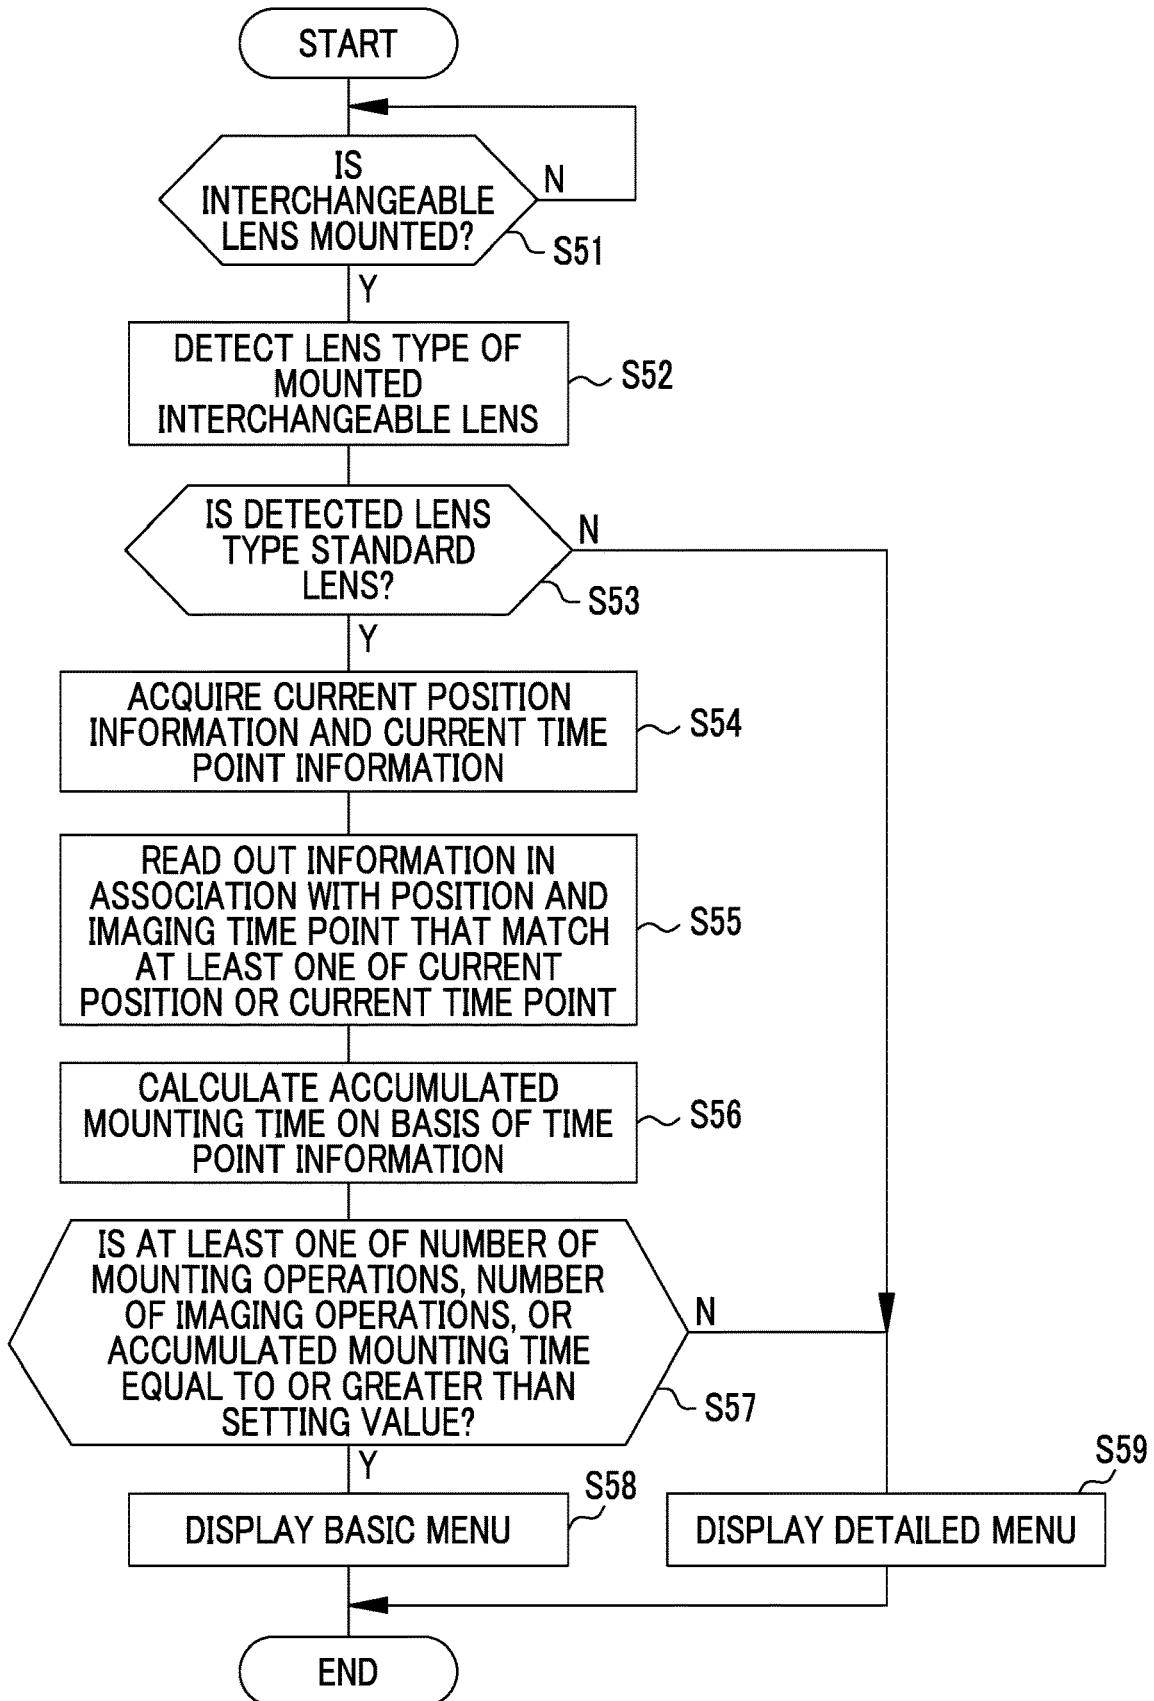 START
IS
INTERCHANGEABLE
LENS MOUNTED?
N
S51
Y
DETECT LENS TYPE OF
MOUNTED
INTERCHANGEABLE LENS
S52
IS DETECTED LENS
TYPE STANDARD
LENS?
N
S53
Y
ACQUIRE CURRENT POSITION
INFORMATION AND CURRENT TIME
POINT INFORMATION
S54
READ OUT INFORMATION IN
ASSOCIATION WITH POSITION AND
IMAGING TIME POINT THAT MATCH
AT LEAST ONE OF CURRENT
POSITION OR CURRENT TIME POINT
S55
CALCULATE ACCUMULATED
MOUNTING TIME ON BASIS OF TIME
POINT INFORMATION
S56
IS AT LEAST ONE OF NUMBER OF
MOUNTING OPERATIONS, NUMBER
OF IMAGING OPERATIONS, OR
ACCUMULATED MOUNTING TIME
EQUAL TO OR GREATER THAN
SETTING VALUE?
N
S57
Y
DISPLAY BASIC MENU
S58
DISPLAY DETAILED MENU
S59
END